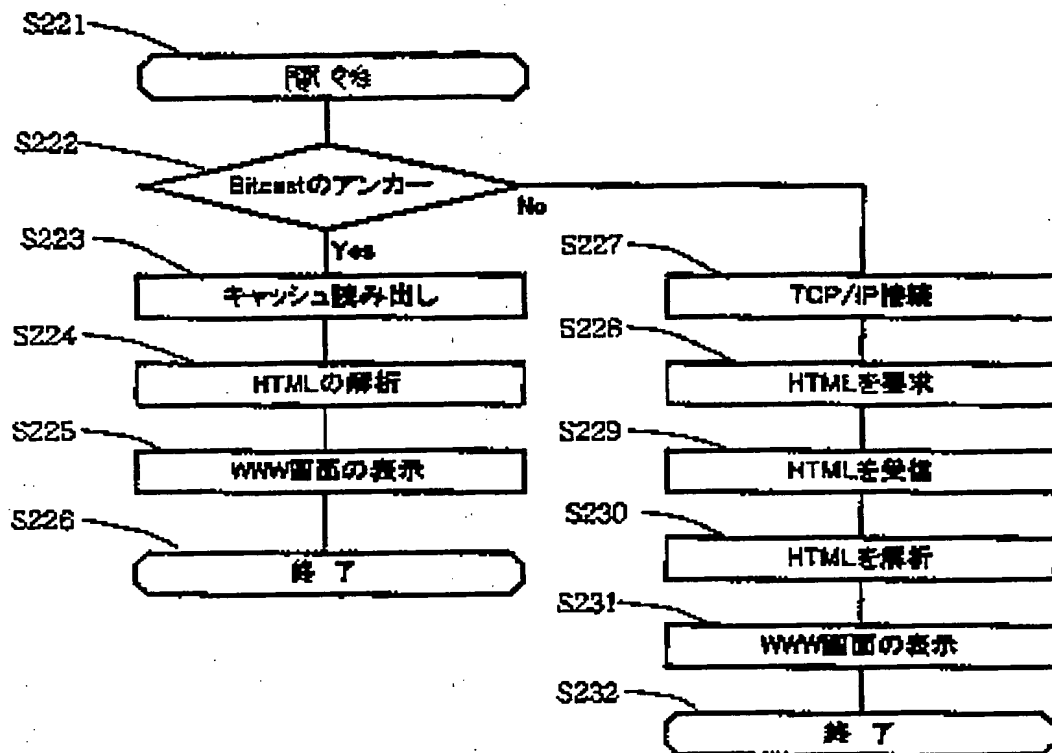 S221
S222
Bitcastのアンカー
No
Yes
S223
キャッシュ読み出し
S224
HTMLの解析
S225
WWW画面の表示
S226
終 了
S227
TCP/IP接続
S228
HTMLを要求
S229
HTMLを受信
S230
HTMLを解析
S231
WWW画面の表示
S232
終 了